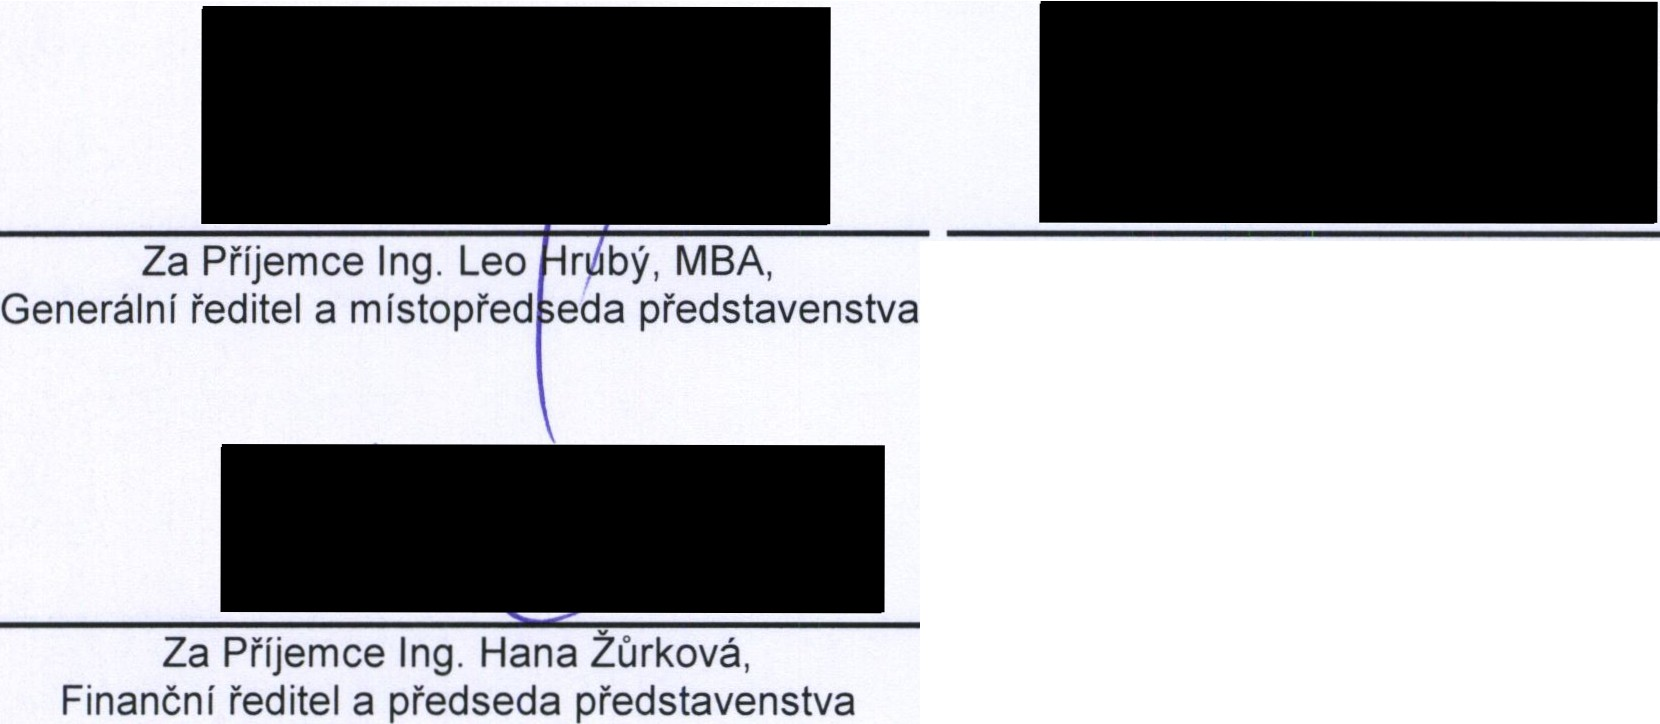 Za Příjemce Ing. Leo Hrubý, MBA,
Generální ředitel a místopředseda představenstva
Za Příjemce Ing. Hana Žůrková,
Finanční ředitel a předseda představenstva